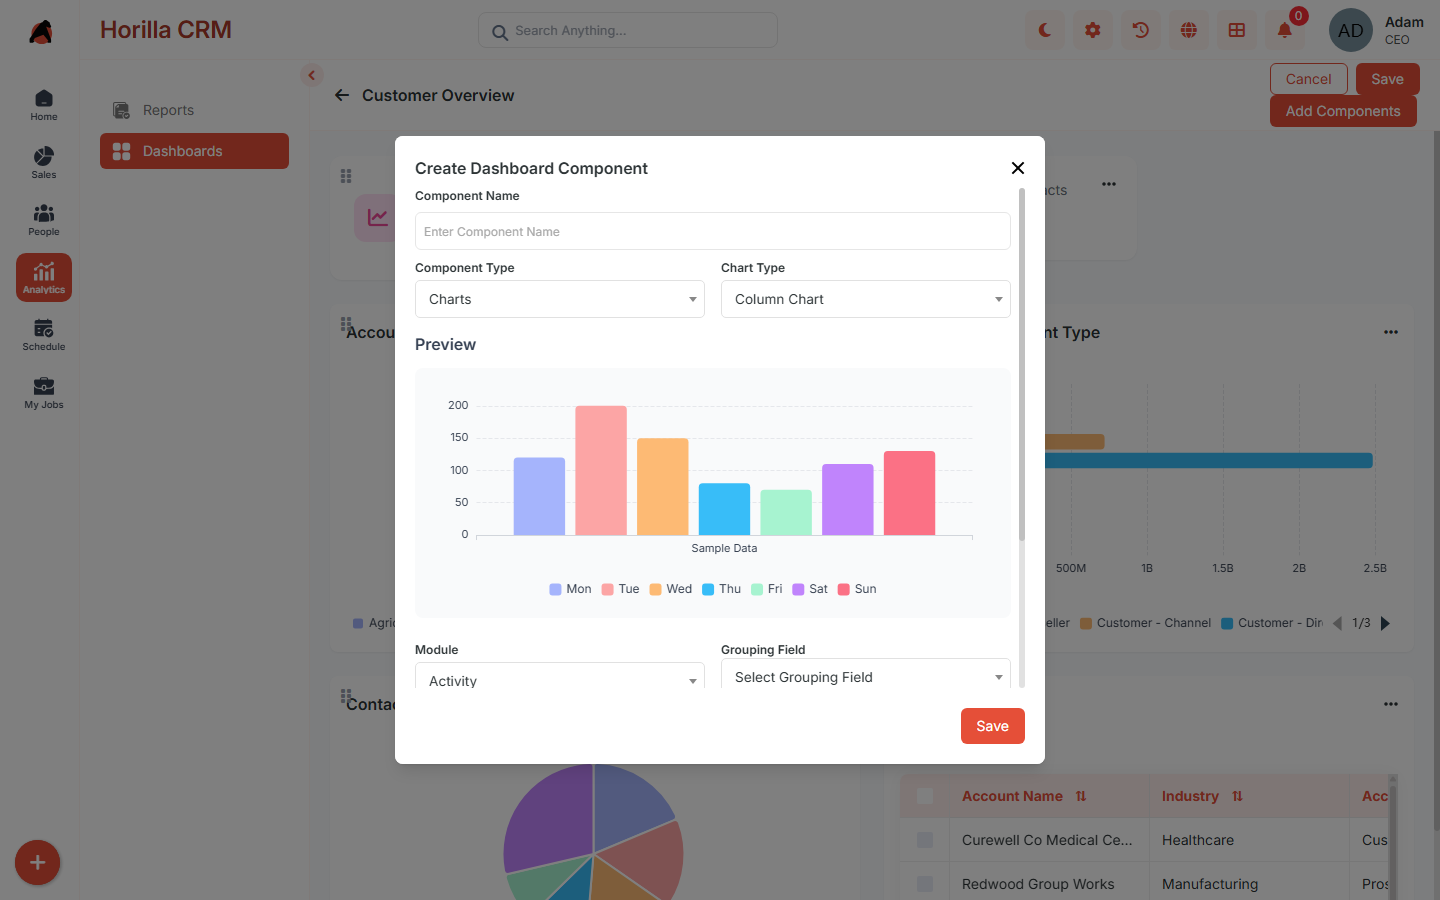 Horilla CRM
Search Anything...
0
AD
Adam
CEO
Home
Sales
People
Analytics
Schedule
My Jobs
Reports
Dashboards
Customer Overview
Cancel
Save
Add Components
Create Dashboard Component
Component Name
Enter Component Name
Component Type
Chart Type
Charts
Column Chart
Preview
200
150
100
50
0
Sample Data
Mon Tue Wed Thu Fri Sat Sun
Module
Grouping Field
Activity
Select Grouping Field
Save
acts
Accou
nt Type
500M 1B 1.5B 2B 2.5B
Agric
eller Customer - Channel Customer - Dir 1/3
Contac
Account Name Industry Acc
Curewell Co Medical Ce... Healthcare Cus
Redwood Group Works Manufacturing Pros